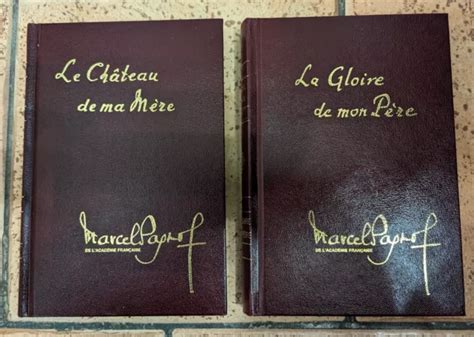 Le Château
de ma Mère
Marcel Pagnol
DE L'ACADÉMIE FRANÇAISE
La Gloire
de mon Père
Marcel Pagnol
DE L'ACADÉMIE FRANÇAISE